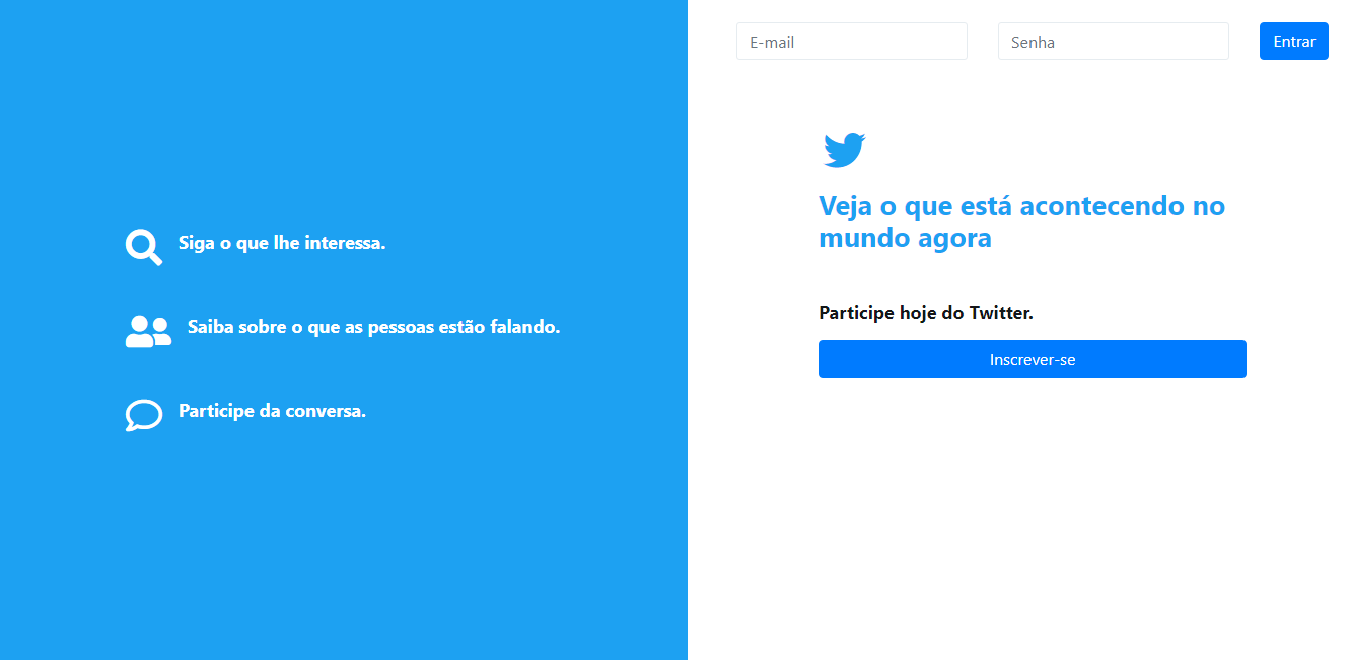 Siga o que lhe interessa.
Saiba sobre o que as pessoas estão falando.
Participe da conversa.
E-mail
Senha
Entrar
Veja o que está acontecendo no
mundo agora
Participe hoje do Twitter.
Inscrever-se